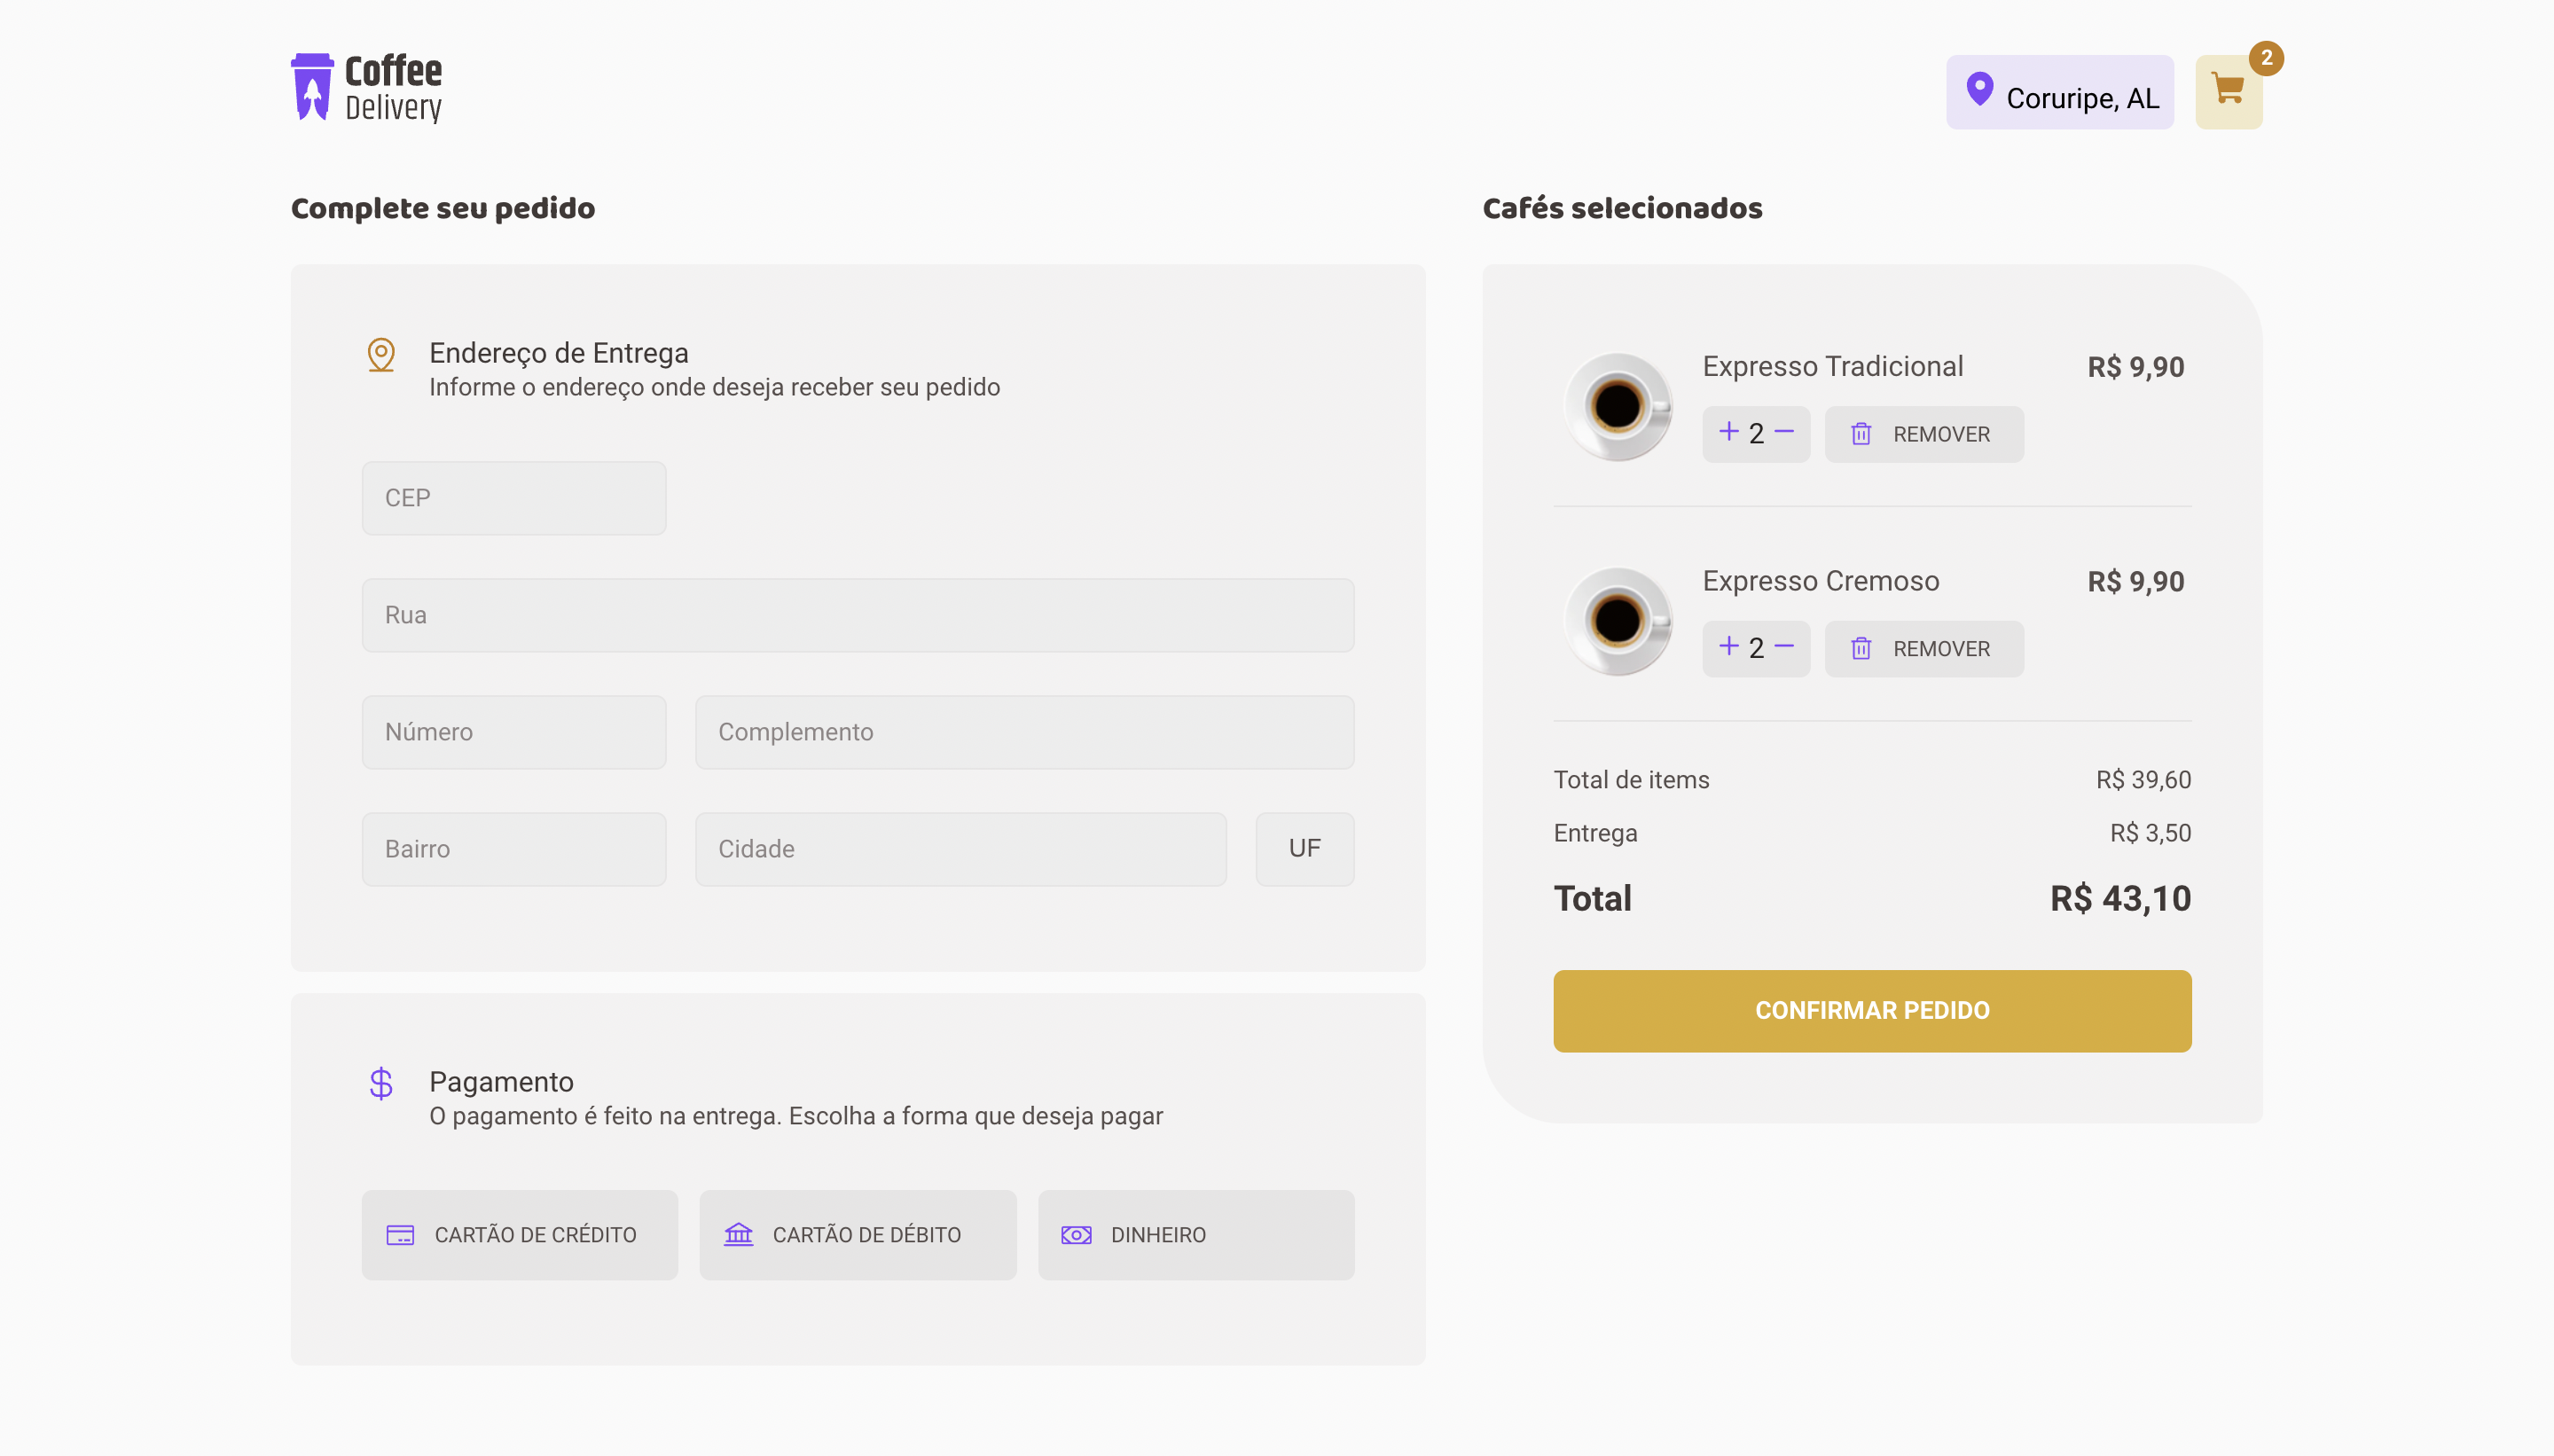 Coffee
Delivery
Coruripe, AL
2
Complete seu pedido
Endereço de Entrega
Informe o endereço onde deseja receber seu pedido
CEP
Rua
Número
Complemento
Bairro
Cidade
UF
Pagamento
O pagamento é feito na entrega. Escolha a forma que deseja pagar
CARTÃO DE CRÉDITO
CARTÃO DE DÉBITO
DINHEIRO
Cafés selecionados
Expresso Tradicional
R$ 9,90
+ 2 −
REMOVER
Expresso Cremoso
R$ 9,90
+ 2 −
REMOVER
Total de items
R$ 39,60
Entrega
R$ 3,50
Total
R$ 43,10
CONFIRMAR PEDIDO